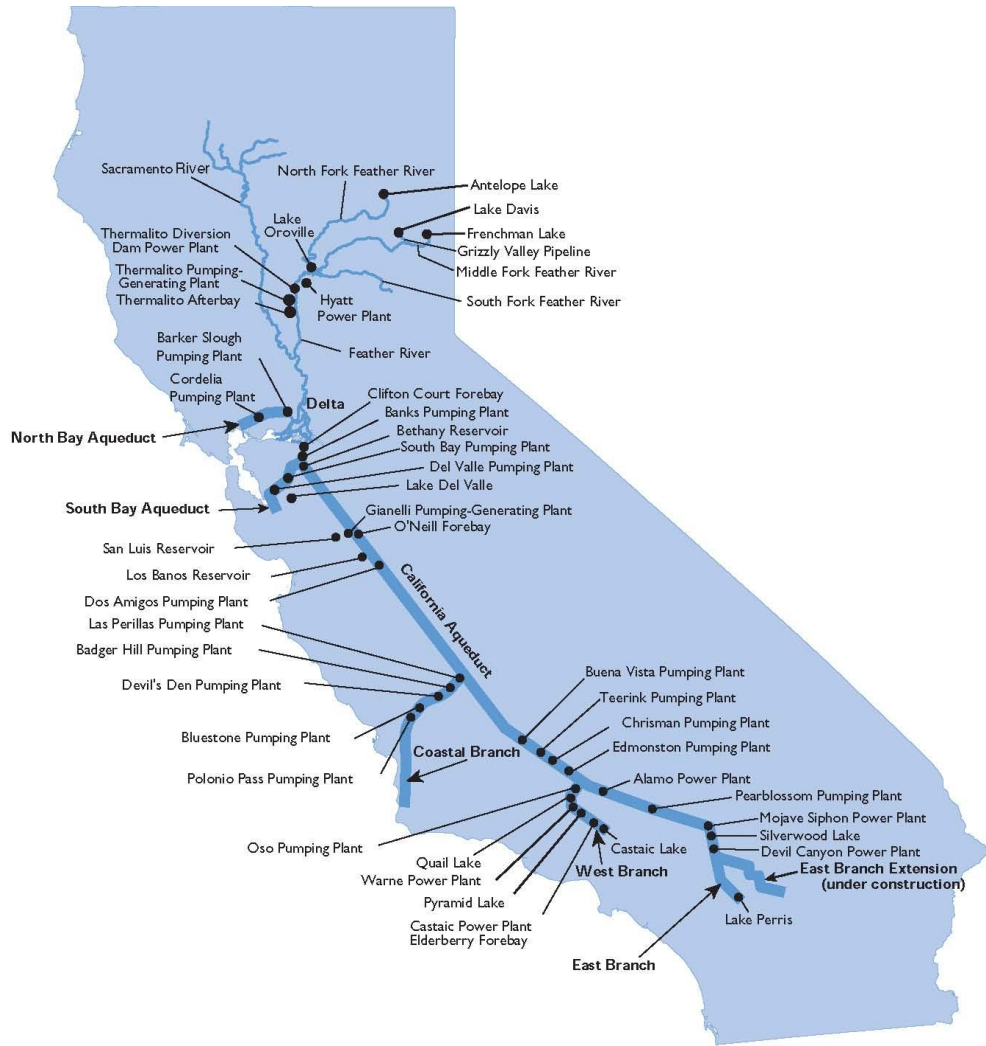 Sacramento River
North Fork Feather River
Antelope Lake
Lake Davis
Lake
Oroville
Frenchman Lake
Thermalito Diversion
Dam Power Plant
Grizzly Valley Pipeline
Middle Fork Feather River
Thermalito Pumping-
Generating Plant
South Fork Feather River
Thermalito Afterbay
Hyatt
Power Plant
Barker Slough
Pumping Plant
Feather River
Cordelia
Pumping Plant
Clifton Court Forebay
Delta
Banks Pumping Plant
Bethany Reservoir
North Bay Aqueduct
South Bay Pumping Plant
Del Valle Pumping Plant
Lake Del Valle
South Bay Aqueduct
Gianelli Pumping-Generating Plant
O'Neill Forebay
San Luis Reservoir
Los Banos Reservoir
Dos Amigos Pumping Plant
California Aqueduct
Las Perillas Pumping Plant
Badger Hill Pumping Plant
Devil's Den Pumping Plant
Bluestone Pumping Plant
Polonio Pass Pumping Plant
Coastal Branch
Buena Vista Pumping Plant
Teerink Pumping Plant
Chrisman Pumping Plant
Edmonston Pumping Plant
Alamo Power Plant
Pearblossom Pumping Plant
Mojave Siphon Power Plant
Silverwood Lake
Devil Canyon Power Plant
Oso Pumping Plant
Castaic Lake
Quail Lake
West Branch
East Branch Extension
(under construction)
Warne Power Plant
Pyramid Lake
Lake Perris
Castaic Power Plant
Elderberry Forebay
East Branch